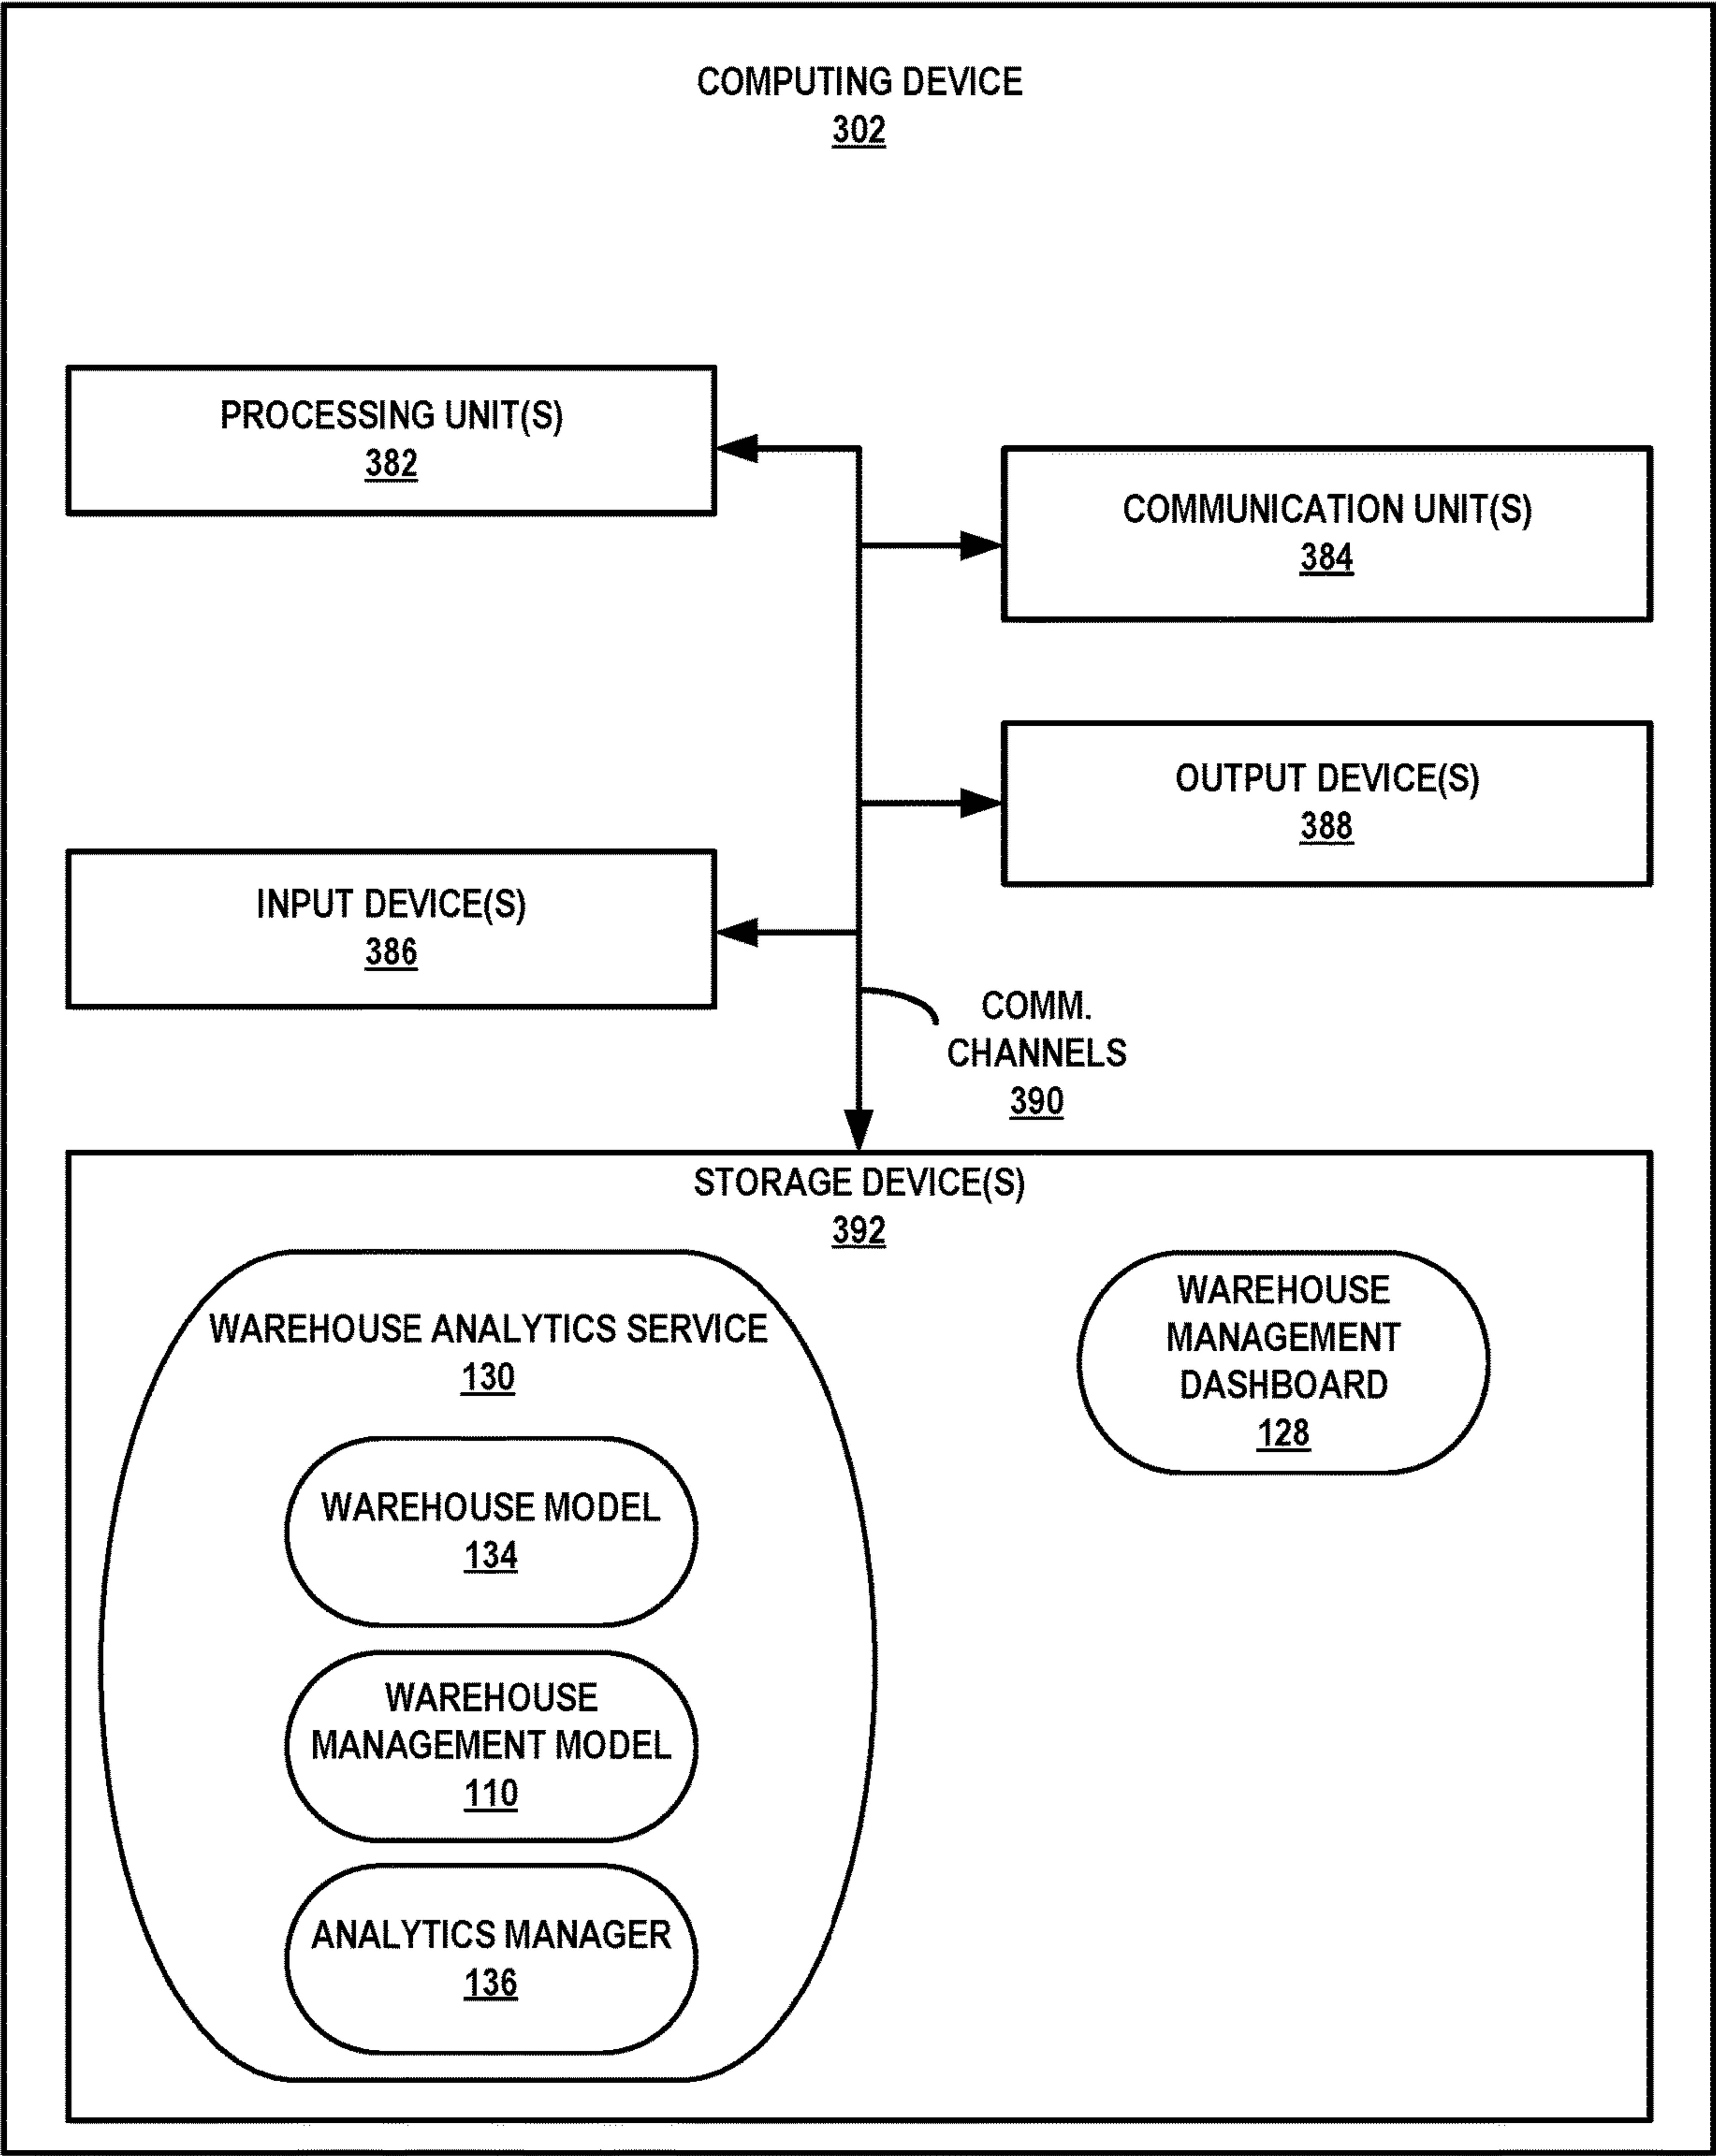 COMPUTING DEVICE
302
PROCESSING UNIT(S)
382
COMMUNICATION UNIT(S)
384
OUTPUT DEVICE(S)
388
INPUT DEVICE(S)
386
COMM.
CHANNELS
390
STORAGE DEVICE(S)
392
WAREHOUSE ANALYTICS SERVICE
130
WAREHOUSE MODEL
134
WAREHOUSE
MANAGEMENT MODEL
110
ANALYTICS MANAGER
136
WAREHOUSE
MANAGEMENT
DASHBOARD
128